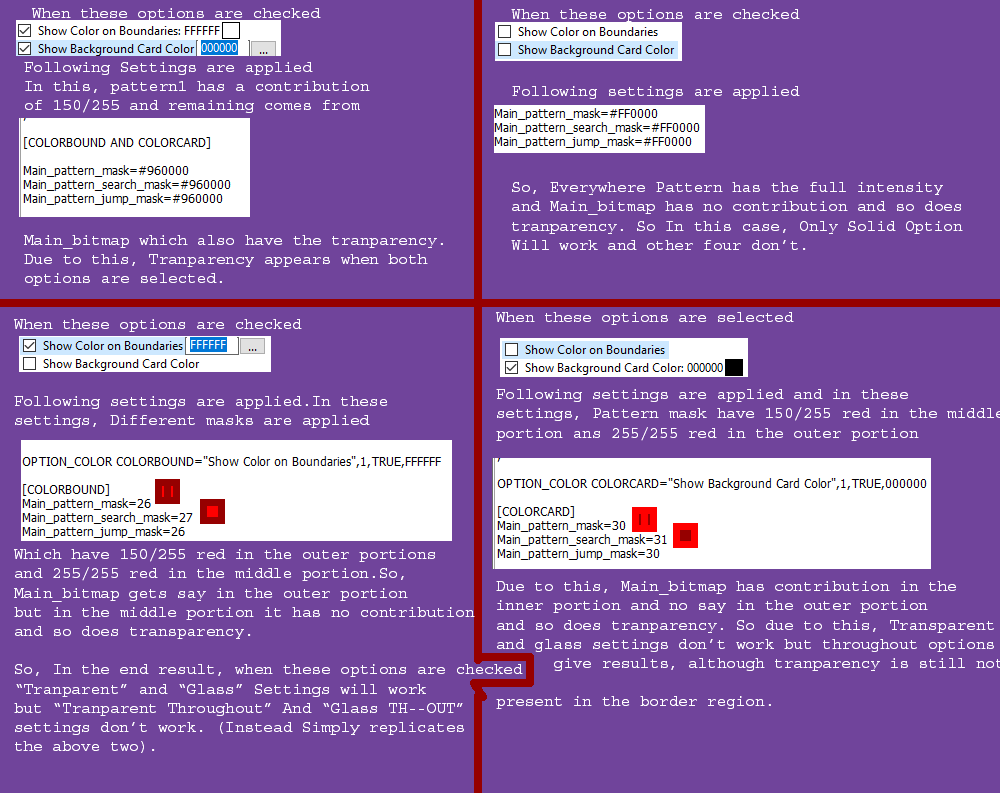 When these options are checked
Show Color on Boundaries: FFFFFF
Show Background Card Color 000000 ...
Following Settings are applied
In this, pattern1 has a contribution
of 150/255 and remaining comes from
[COLORBOUND AND COLORCARD]
Main_pattern_mask=#960000
Main_pattern_search_mask=#960000
Main_pattern_jump_mask=#960000
Main_bitmap which also have the tranparency.
Due to this, Tranparency appears when both
options are selected.
When these options are checked
Show Color on Boundaries
Show Background Card Color
Following settings are applied
Main_pattern_mask=#FF0000
Main_pattern_search_mask=#FF0000
Main_pattern_jump_mask=#FF0000
So, Everywhere Pattern has the full intensity
and Main_bitmap has no contribution and so does
tranparency. So In this case, Only Solid Option
Will work and other four don't.
When these options are checked
Show Color on Boundaries FFFFFF ...
Show Background Card Color
Following settings are applied.In these
settings, Different masks are applied
OPTION_COLOR COLORBOUND="Show Color on Boundaries",1,TRUE,FFFFFF
[COLORBOUND]
Main_pattern_mask=26
Main_pattern_search_mask=27
Main_pattern_jump_mask=26
Which have 150/255 red in the outer portions
and 255/255 red in the middle portion.So,
Main_bitmap gets say in the outer portion
but in the middle portion it has no contribution
and so does transparency.
So, In the end result, when these options are checked
“Tranparent” and “Glass” Settings will work
but “Tranparent Throughout” And “Glass TH--OUT”
settings don't work. (Instead Simply replicates
the above two).
When these options are selected
Show Color on Boundaries
Show Background Card Color: 000000
Following settings are applied and in these
settings, Pattern mask have 150/255 red in the middle
portion ans 255/255 red in the outer portion
OPTION_COLOR COLORCARD="Show Background Card Color",1,TRUE,000000
[COLORCARD]
Main_pattern_mask=30
Main_pattern_search_mask=31
Main_pattern_jump_mask=30
Due to this, Main_bitmap has contribution in the
inner portion and no say in the outer portion
and so does tranparency. So due to this, Transparent
and glass settings don't work but throughout options
give results, although tranparency is still not
present in the border region.